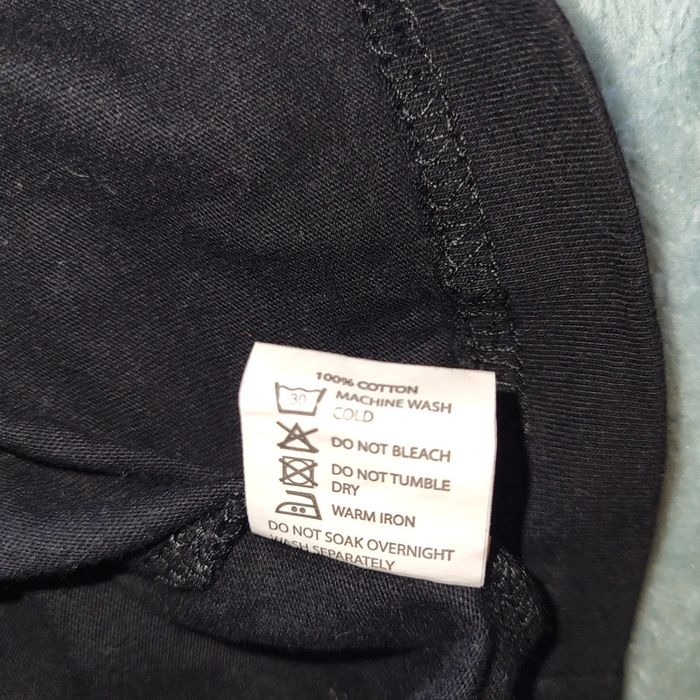 100% COTTON
30 MACHINE WASH
COLD
DO NOT BLEACH
DO NOT TUMBLE
DRY
WARM IRON
DO NOT SOAK OVERNIGHT
WASH SEPARATELY